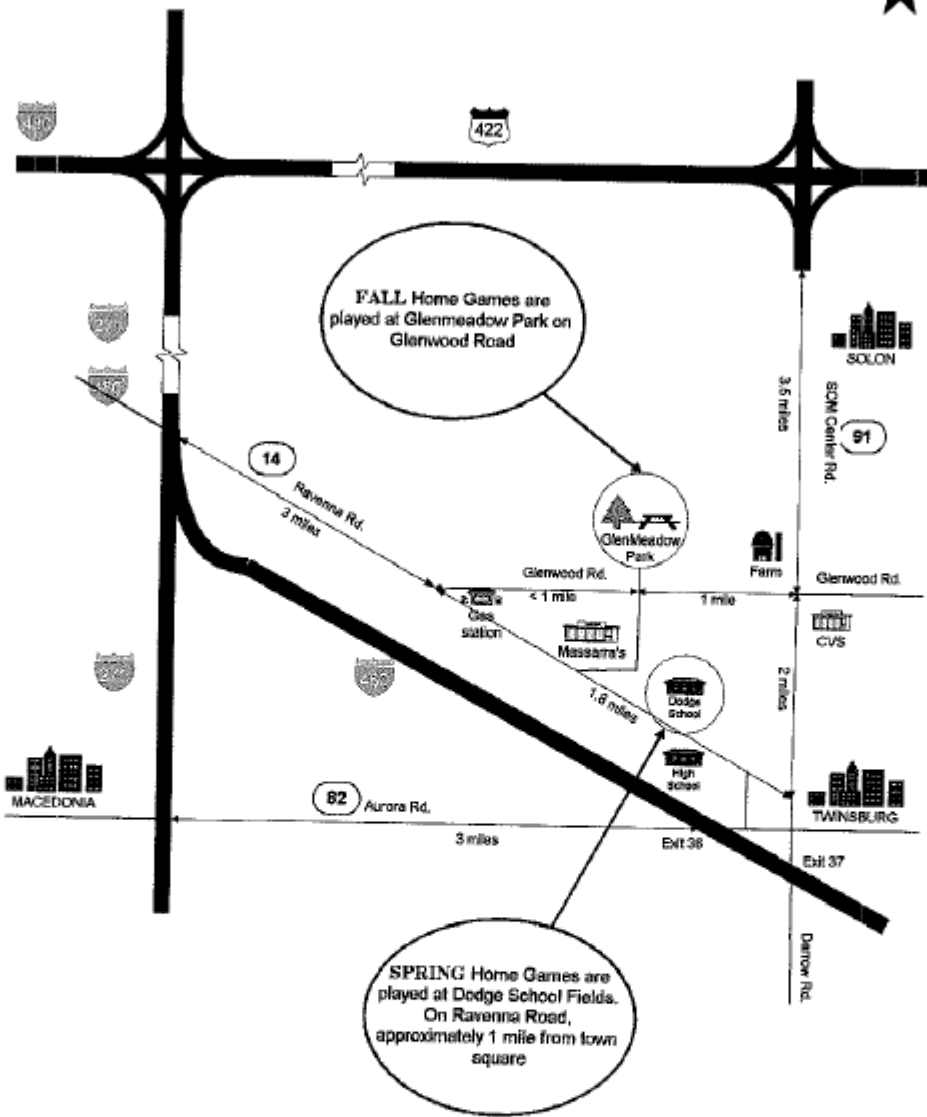 422
FALL Home Games are
played at Glenmeadow Park on
Glenwood Road
SOLON
3.5 miles
SOM Center Rd.
91
14
Ravenna Rd.
3 miles
GlenMeadow
Park
Farm
Glenwood Rd.
< 1 mile
1 mile
Glenwood Rd.
Gas
station
CVS
Massarra's
2 miles
1.8 miles
Dodge
School
High
School
MACEDONIA
TWINSBURG
82
Aurora Rd.
3 miles
Exit 36
Exit 37
Darrow Rd.
SPRING Home Games are
played at Dodge School Fields.
On Ravenna Road,
approximately 1 mile from town
square